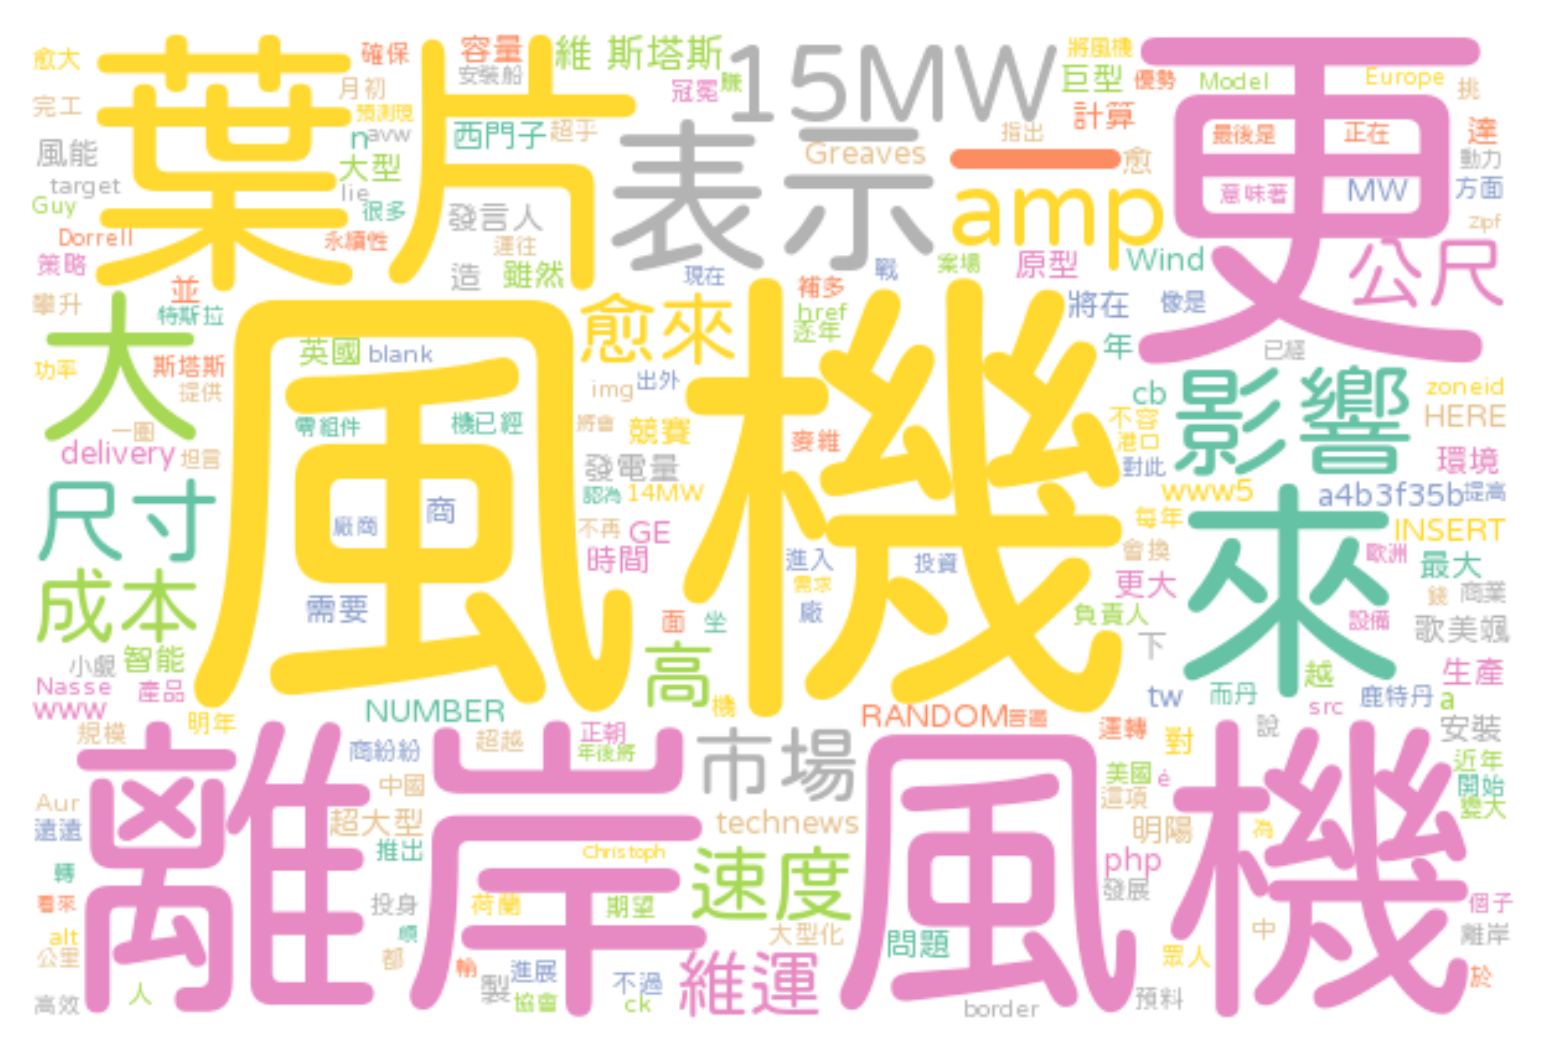 愈大 葉片 確保 容量 維 斯塔斯 賺 15MW 將風機 更 Model Europe
安裝船 月初 冠冕 巨型 優勢 挑
完工 預測現 計算 最後是 正在 達
n avw 西門子 超乎 表示 指出
風能 大型 Greaves 一 愈 動力
target lie amp 意味著 MW 方面
Guy 很多 發言人 Zipf
Dorrell 永續性 運往 公尺
策略 造 雖然 現在 戰 案場 原型 Wind
攀升 並 補多 將在 像是
特斯拉 href
大 風機 愈來 逐年 年 已經
英國 blank
功率 斯塔斯 img 出外 cb 影響 zoneid
提供 HERE
零組件 機已經 將會 競賽 不容
一圈 麥維 港口
delivery 坦言 發電量 對此 環境
尺寸 商 認為 14MW www5 a4b3f35b 提高
廠商 不再 GE 每年 來 INSERT
時間 進入 投資 會換 歐洲
成本 需求 更大 最大
需要 廠 錢 商業
面 坐 負責人 設備 歌美颯
小覷 智能 高 下 越 生產
Nasse 產品 tw 而丹 鹿特丹 a
www 明年 NUMBER 機 RANDOM 普遍 src
規模 離岸 超越 正朝 市場 風機 運轉 對 說 安裝
商紛紛 年後將 近年
中國 美國 é 開始
Aur 這項 變大
遠遠 超大型 technews 明陽 為
推出 Christoph php
轉 速度 發展
看來 投身 荷蘭 期望 個子
alt 順 大型化 問題 中 離岸
公里 都 輸 進展 不過 維運 眾人 於
高效 人 製 協會 ck border 預料